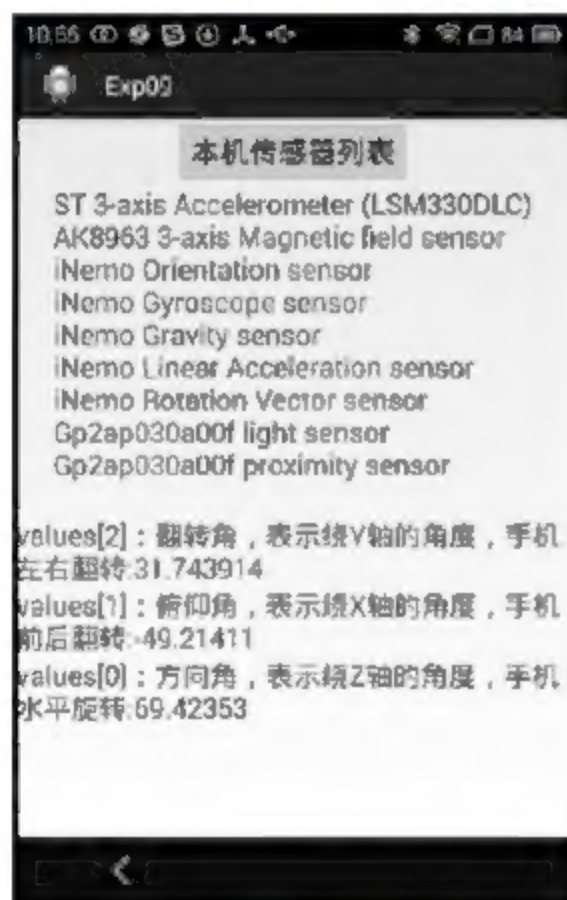 10:55 84
Exp09
本机传感器列表
ST 3-axis Accelerometer (LSM330DLC)
AK8963 3-axis Magnetic field sensor
iNemo Orientation sensor
iNemo Gyroscope sensor
iNemo Gravity sensor
iNemo Linear Acceleration sensor
iNemo Rotation Vector sensor
Gp2ap030a00f light sensor
Gp2ap030a00f proximity sensor
values[2]：翻转角，表示绕Y轴的角度，手机
左右翻转:31.743914
values[1]：俯仰角，表示绕X轴的角度，手机
前后翻转:-49.21411
values[0]：方向角，表示绕Z轴的角度，手机
水平旋转:69.42353